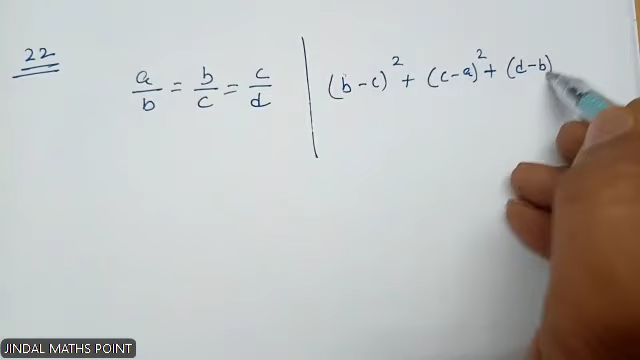 22
a/b = b/c = c/d | (b-c)² + (c-a)² + (d-b)
JINDAL MATHS POINT